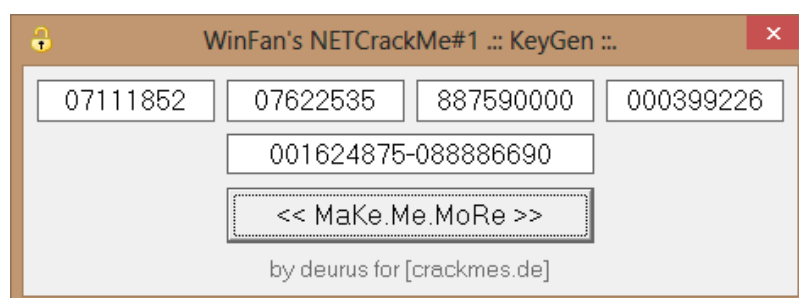 WinFan's NETCrackMe#1 .:: KeyGen ::.
07111852 07622535 887590000 000399226
001624875-088886690
<< MaKe.Me.MoRe >>
by deurus for [crackmes.de]